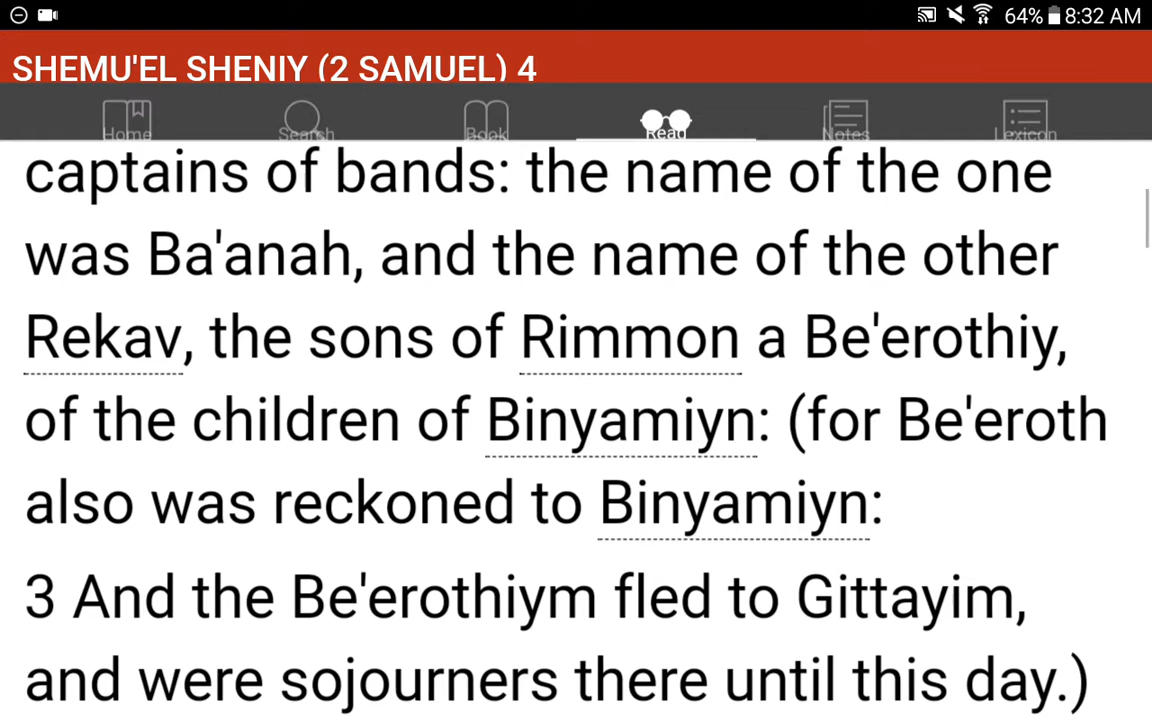 64% 8:32 AM
SHEMU'EL SHENIY (2 SAMUEL) 4
Home Search Book Read Notes Lexicon
captains of bands: the name of the one
was Ba'anah, and the name of the other
Rekav, the sons of Rimmon a Be'erothiy,
of the children of Binyamiyn: (for Be'eroth
also was reckoned to Binyamiyn:
3 And the Be'erothiym fled to Gittayim,
and were sojourners there until this day.)